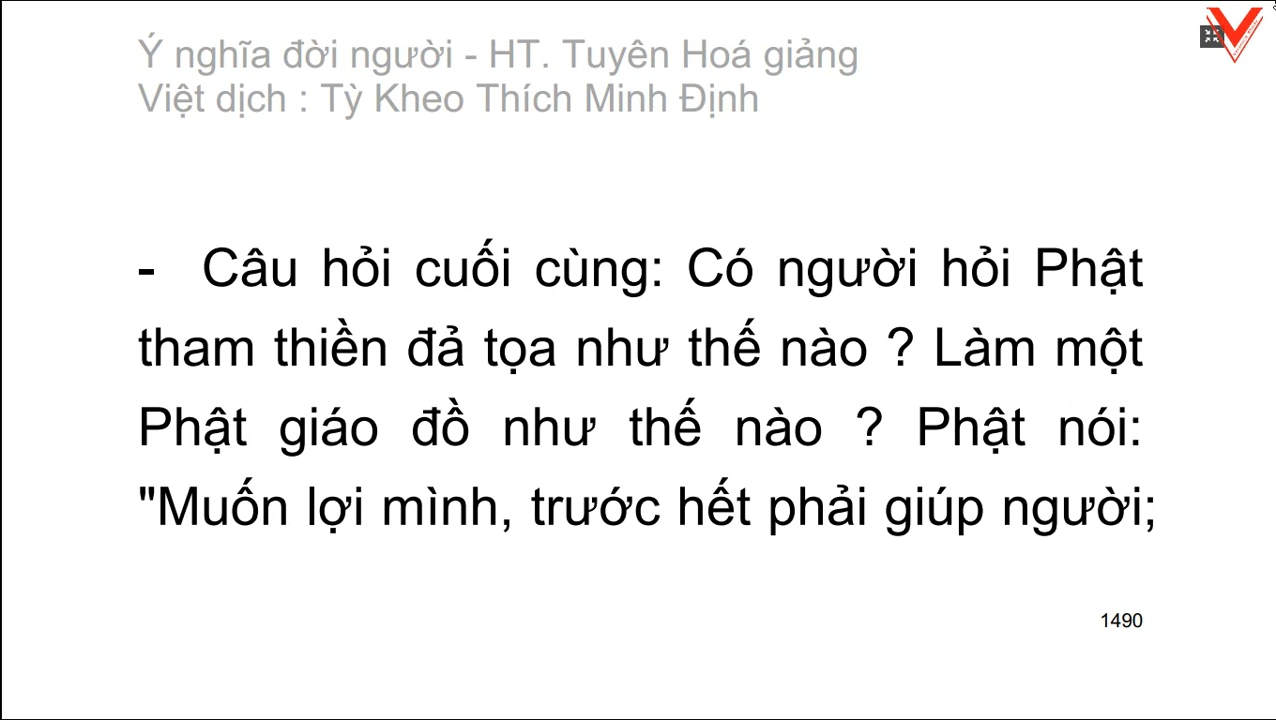 Ý nghĩa đời người - HT. Tuyên Hoá giảng
Việt dịch : Tỳ Kheo Thích Minh Định
- Câu hỏi cuối cùng: Có người hỏi Phật
tham thiền đả tọa như thế nào ? Làm một
Phật giáo đồ như thế nào ? Phật nói:
"Muốn lợi mình, trước hết phải giúp người;
1490